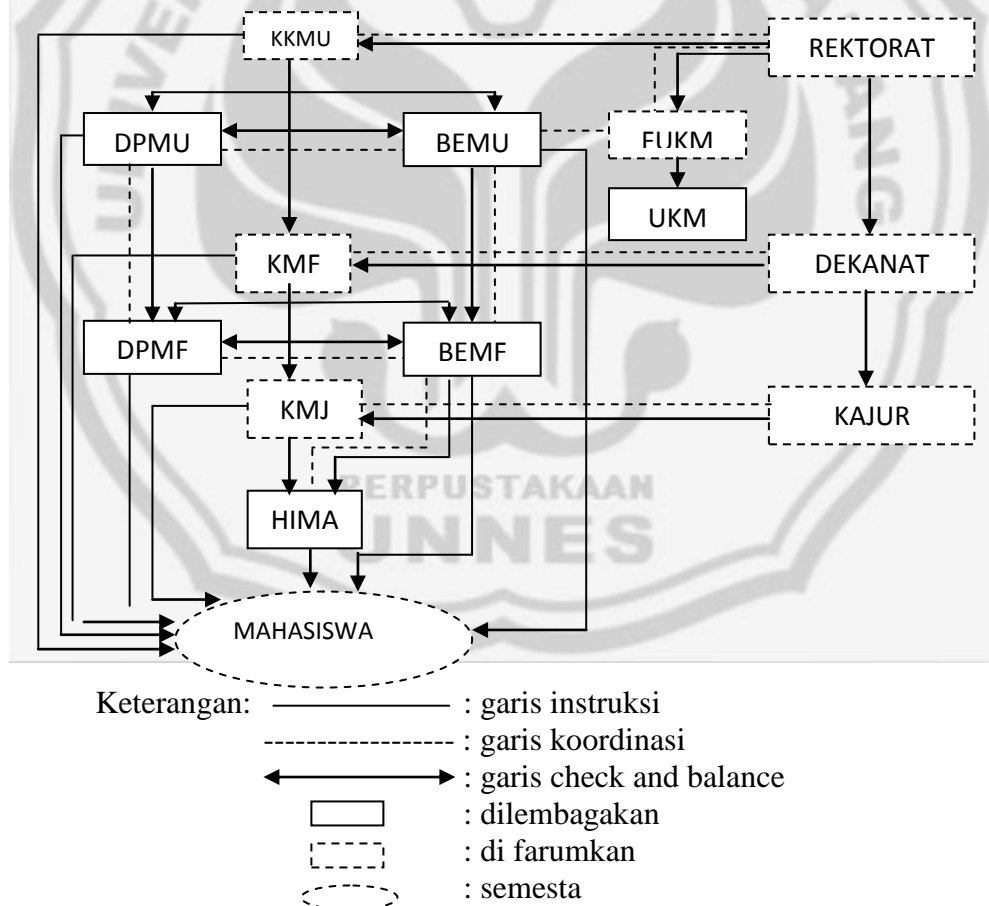 KKMU
REKTORAT
DPMU
BEMU
FUKM
UKM
KMF
DEKANAT
DPMF
BEMF
KMJ
KAJUR
PERPUSTAKAAN
UNNES
HIMA
MAHASISWA
Keterangan: : garis instruksi
: garis koordinasi
: garis check and balance
: dilembagakan
: di farumkan
: semesta